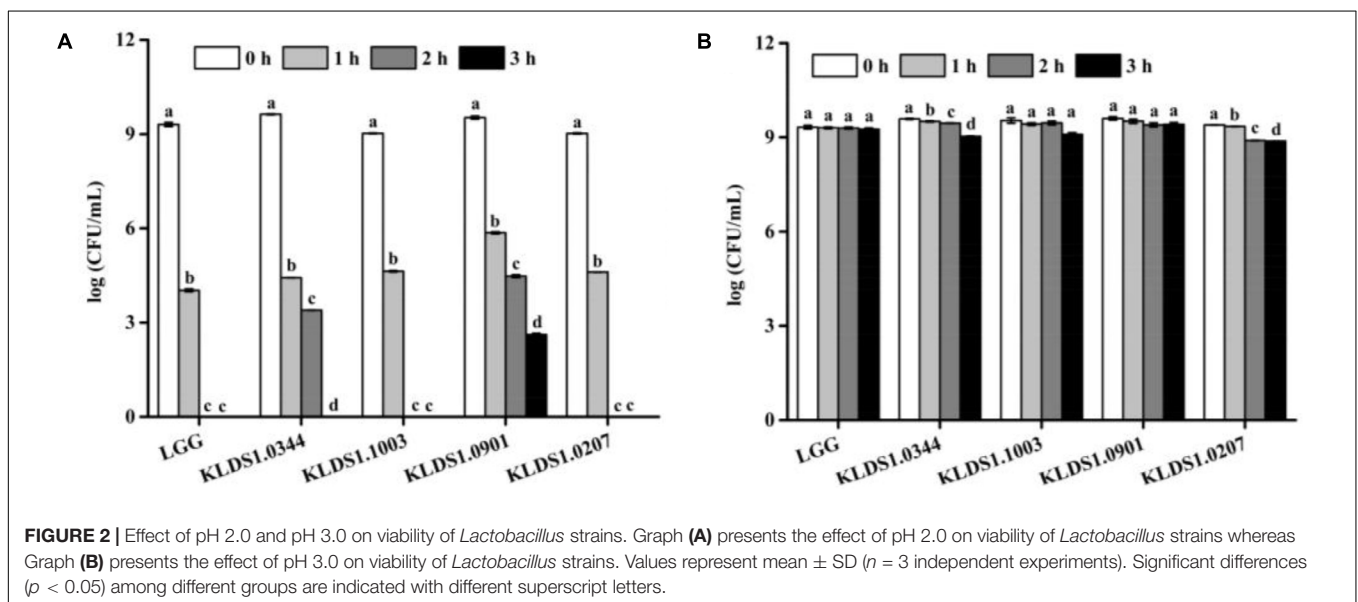 A
12
9
6
3
0
log (CFU/mL)
0 h 1 h 2 h 3 h
a b c c
a b c d
a b c c
a b c d
a b c c
LGG
KLDS1.0344
KLDS1.1003
KLDS1.0901
KLDS1.0207
B
12
9
6
3
0
log (CFU/mL)
0 h 1 h 2 h 3 h
a a a a
a b c d
a a a a
a a a a
a b c d
LGG
KLDS1.0344
KLDS1.1003
KLDS1.0901
KLDS1.0207
FIGURE 2 | Effect of pH 2.0 and pH 3.0 on viability of Lactobacillus strains. Graph (A) presents the effect of pH 2.0 on viability of Lactobacillus strains whereas
Graph (B) presents the effect of pH 3.0 on viability of Lactobacillus strains. Values represent mean ± SD (n = 3 independent experiments). Significant differences
(p < 0.05) among different groups are indicated with different superscript letters.